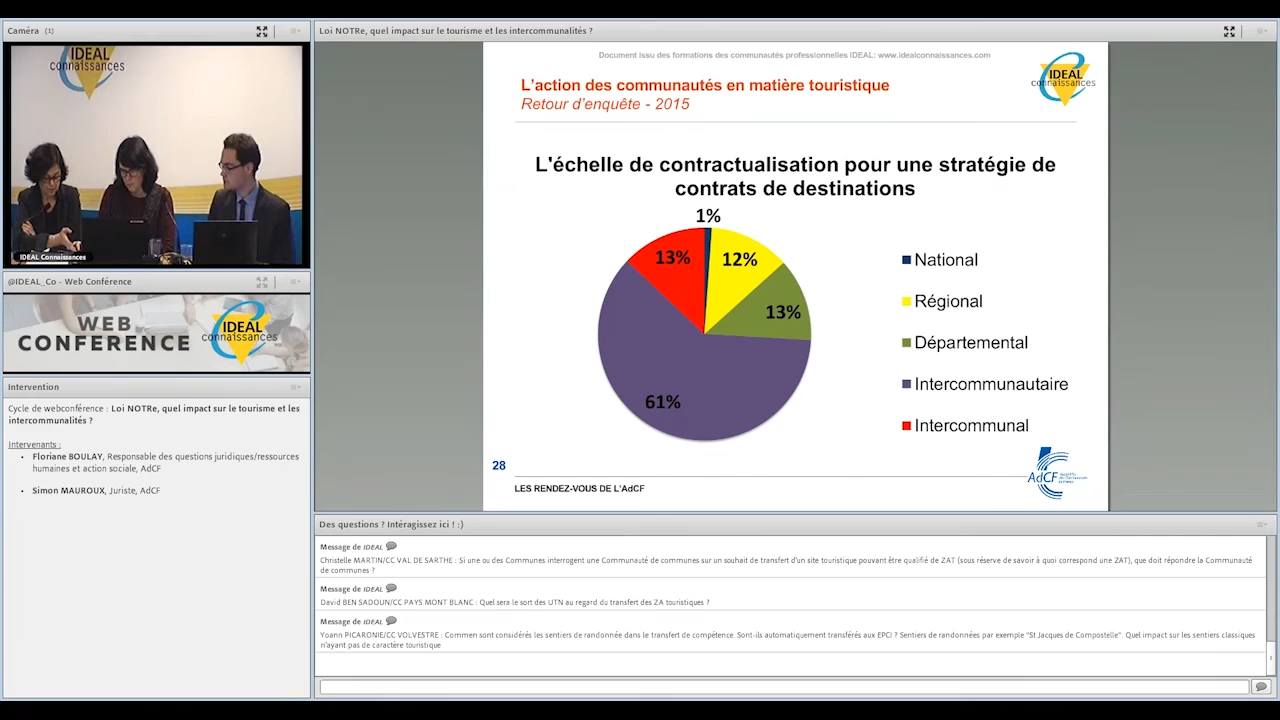 Caméra (1)
IDEAL
connaissances
IDEAL Connaissances
@IDEAL_Co - Web Conférence
WEB
CONFERENCE
IDEAL
connaissances
Intervention
Cycle de webconférence : Loi NOTRe, quel impact sur le tourisme et les
intercommunalités ?
Intervenants :
• Floriane BOULAY, Responsable des questions juridiques/ressources
humaines et action sociale, AdCF
• Simon MAUROUX, Juriste, AdCF
Loi NOTRe, quel impact sur le tourisme et les intercommunalités ?
Document issu des formations des communautés professionnelles IDEAL: www.idealconnaissances.com
L'action des communautés en matière touristique
Retour d'enquête - 2015
IDEAL
connaissances
L'échelle de contractualisation pour une stratégie de
contrats de destinations
1%
13%
12%
13%
61%
National
Régional
Départemental
Intercommunautaire
Intercommunal
28
LES RENDEZ-VOUS DE L'AdCF
AdCF
Des questions ? Intéragissez ici ! :)
Message de IDEAL
Christelle MARTIN/CC VAL DE SARTHE : Si une ou des Communes interrogent une Communauté de communes sur un souhait de transfert d'un site touristique pouvant être qualifié de ZAT (sous réserve de savoir à quoi correspond une ZAT), que doit répondre la Communauté
de communes ?
Message de IDEAL
David BEN SADOUN/CC PAYS MONT BLANC : Quel sera le sort des UTN au regard du transfert des ZA touristiques ?
Message de IDEAL
Yoann PICARONIE/CC VOLVESTRE : Commen sont considérés les sentiers de randonnée dans le transfert de compétence. Sont-ils automatiquement transférés aux EPCI ? Sentiers de randonnées par exemple "St Jacques de Compostelle". Quel impact sur les sentiers classiques
n'ayant pas de caractère touristique